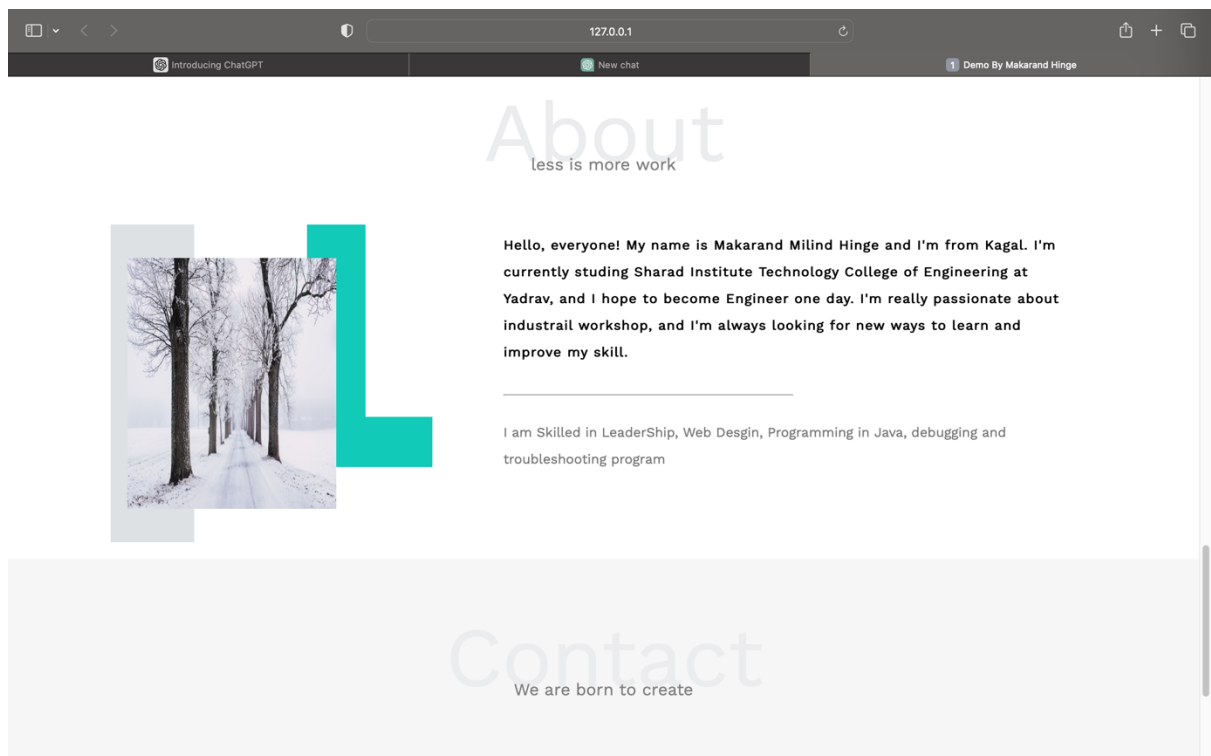 127.0.0.1
Introducing ChatGPT
New chat
1 Demo By Makarand Hinge
About
less is more work
Hello, everyone! My name is Makarand Milind Hinge and I'm from Kagal. I'm
currently studing Sharad Institute Technology College of Engineering at
Yadrav, and I hope to become Engineer one day. I'm really passionate about
industrail workshop, and I'm always looking for new ways to learn and
improve my skill.
I am Skilled in LeaderShip, Web Desgin, Programming in Java, debugging and
troubleshooting program
Contact
We are born to create